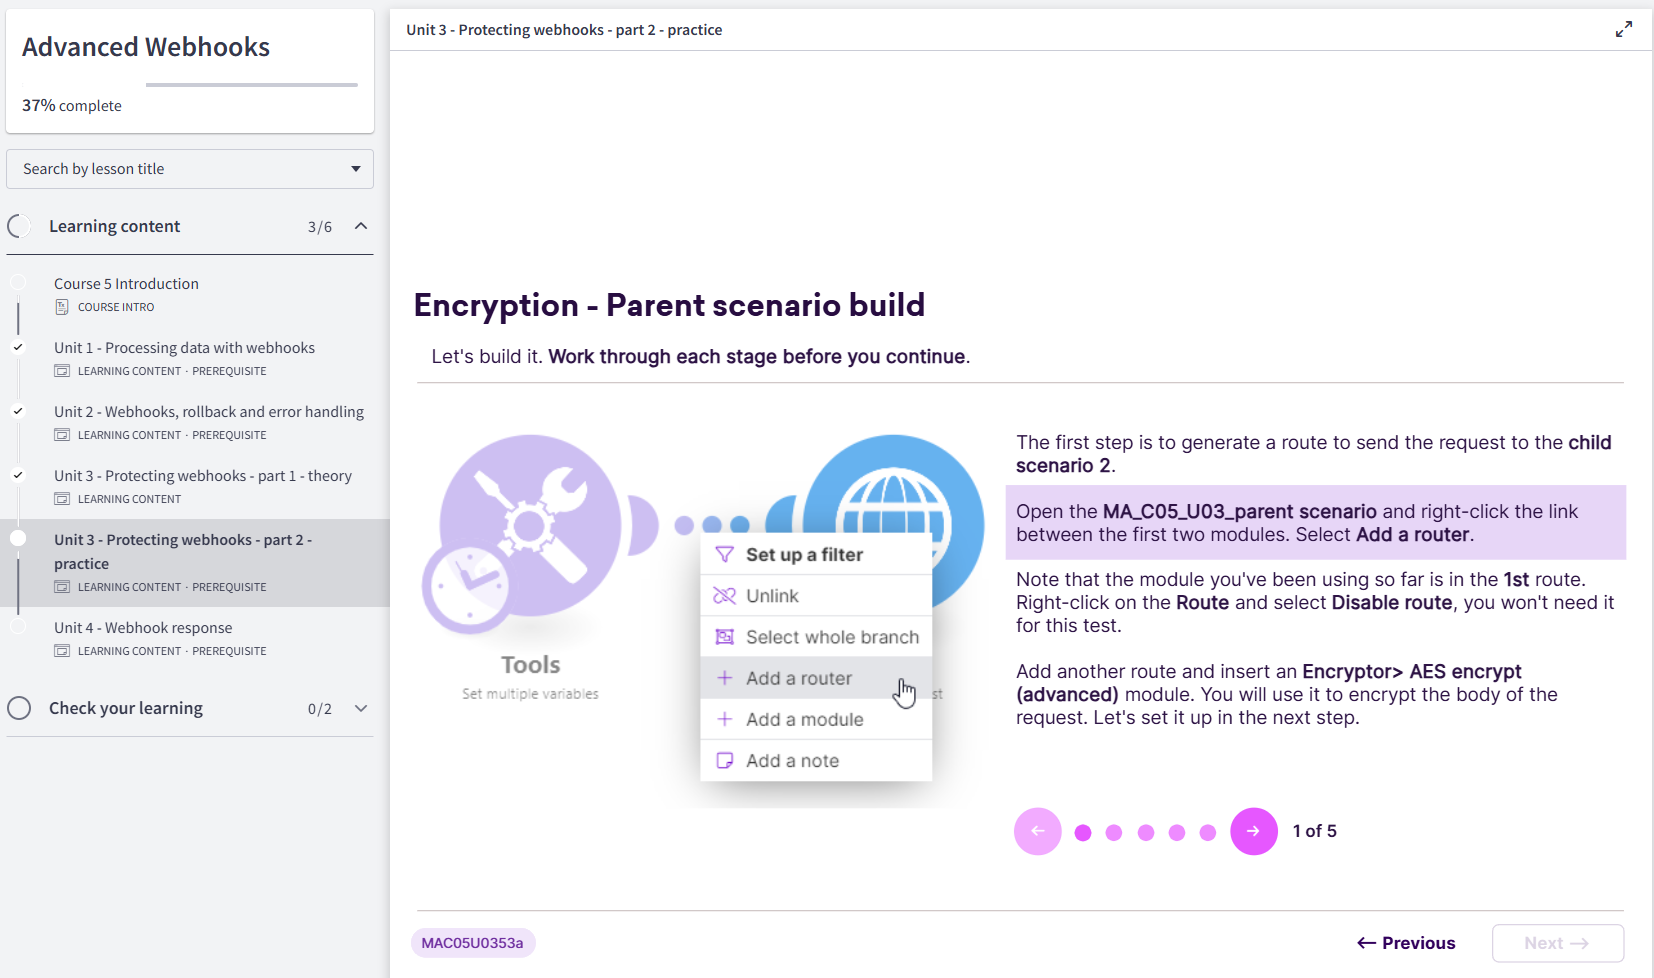 Advanced Webhooks
37% complete
Search by lesson title
Learning content 3/6
Course 5 Introduction
COURSE INTRO
Unit 1 - Processing data with webhooks
LEARNING CONTENT · PREREQUISITE
Unit 2 - Webhooks, rollback and error handling
LEARNING CONTENT · PREREQUISITE
Unit 3 - Protecting webhooks - part 1 - theory
LEARNING CONTENT
Unit 3 - Protecting webhooks - part 2 -
practice
LEARNING CONTENT · PREREQUISITE
Unit 4 - Webhook response
LEARNING CONTENT · PREREQUISITE
Check your learning 0/2
Unit 3 - Protecting webhooks - part 2 - practice
Encryption - Parent scenario build
Let's build it. Work through each stage before you continue.
Tools
Set multiple variables
Set up a filter
Unlink
Select whole branch
Add a router
Add a module
Add a note
st
The first step is to generate a route to send the request to the child
scenario 2.
Open the MA_C05_U03_parent scenario and right-click the link
between the first two modules. Select Add a router.
Note that the module you've been using so far is in the 1st route.
Right-click on the Route and select Disable route, you won't need it
for this test.
Add another route and insert an Encryptor> AES encrypt
(advanced) module. You will use it to encrypt the body of the
request. Let's set it up in the next step.
1 of 5
MAC05U0353a
← Previous
Next →